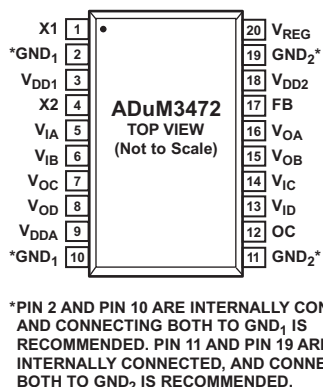 X1 1
*GND1 2
VDD1 3
X2 4
VIA 5
VIB 6
VOC 7
VOD 8
VDDA 9
*GND1 10
ADuM3472
TOP VIEW
(Not to Scale)
20 VREG
19 GND2*
18 VDD2
17 FB
16 VOA
15 VOB
14 VIC
13 VID
12 OC
11 GND2*
*PIN 2 AND PIN 10 ARE INTERNALLY
AND CONNECTING BOTH TO GND1 IS
RECOMMENDED. PIN 11 AND PIN 19 ARE
INTERNALLY CONNECTED, AND
BOTH TO GND2 IS RECOMMENDED.